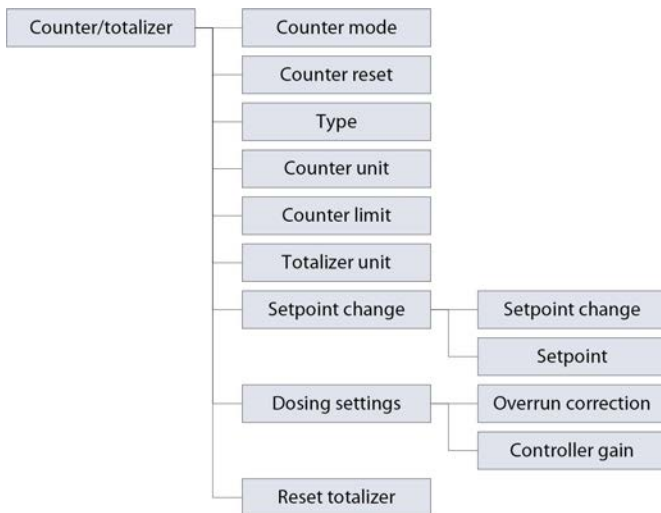 Counter/totalizer
Counter mode
Counter reset
Type
Counter unit
Counter limit
Totalizer unit
Setpoint change
Setpoint change
Setpoint
Dosing settings
Overrun correction
Controller gain
Reset totalizer